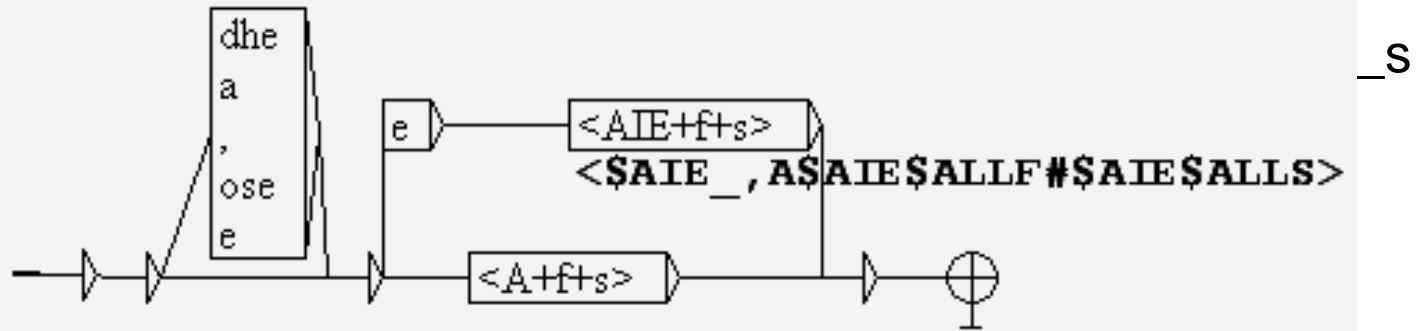 dhe
a
,
ose
e
_s
e
<AIE+f+s>
<$AIE_,A$AIE$ALLF#$AIE$ALLS>
<A+f+s>